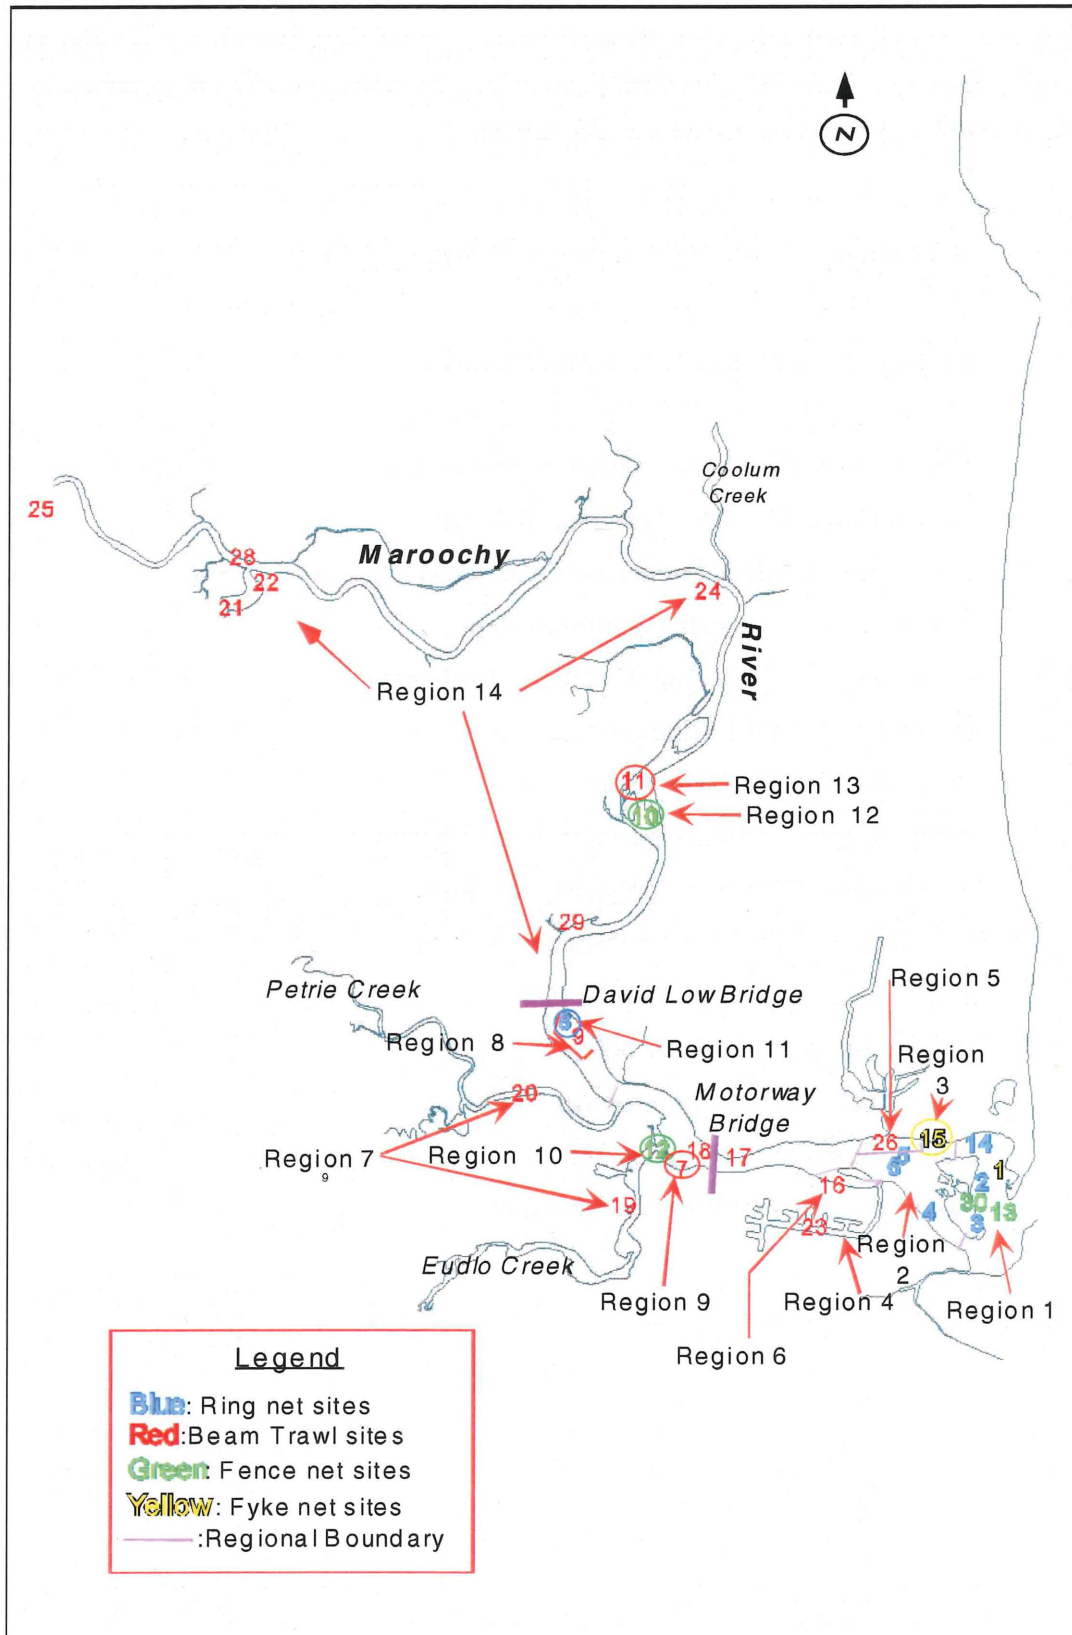 N
Coolum
Creek
25
Maroochy
28
22
21
24
River
Region 14
11
Region 13
10
Region 12
29
Petrie Creek
David Low Bridge
Region 5
8
9
Region 8
Region 11
Region
3
Motorway
Bridge
20
26
15
14
5
6
Region 7
9
Region 10
12
18
17
7
1
2
16
19
30
13
4
3
23
Region
2
Eudlo Creek
Region 9
Region 4
Region 1
Region 6
Legend
Blue: Ring net sites
Red:Beam Trawl sites
Green: Fence net sites
Yellow: Fyke net sites
:Regional Boundary